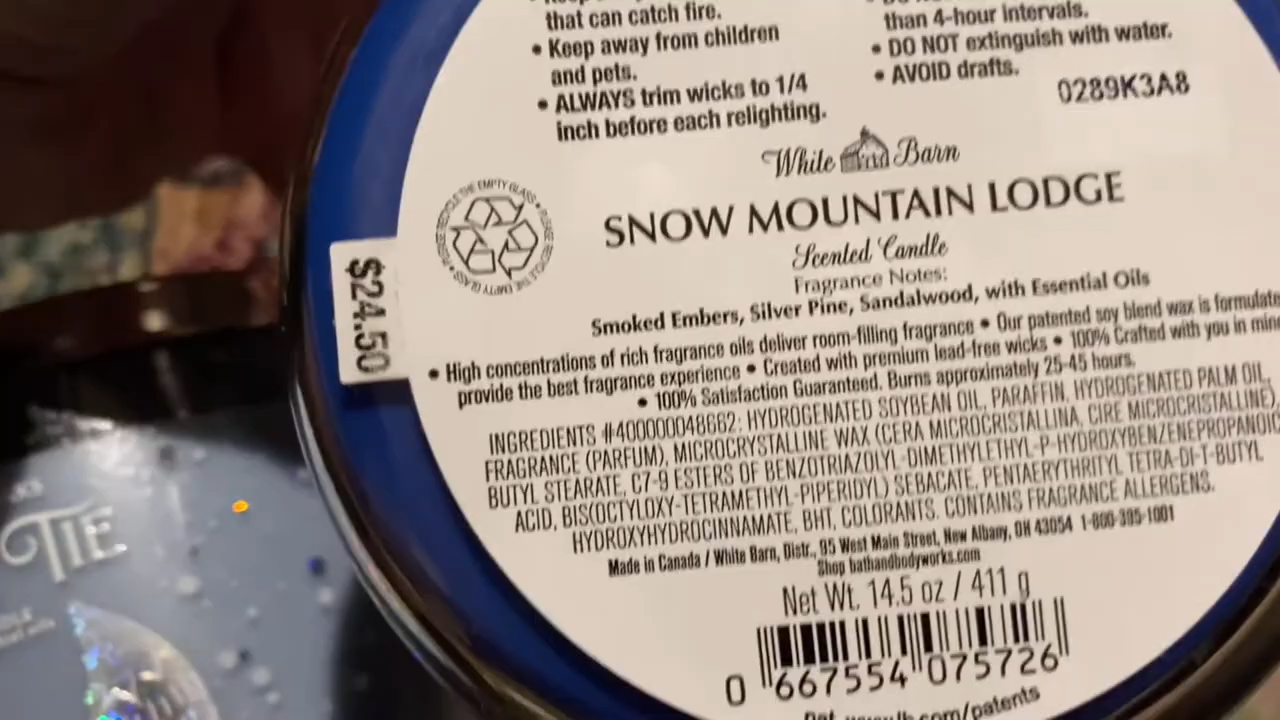 that can catch fire.
• Keep away from children
and pets.
• ALWAYS trim wicks to 1/4
inch before each relighting.
than 4-hour intervals.
• DO NOT extinguish with water.
• AVOID drafts.
0289K3A8
White Barn
SNOW MOUNTAIN LODGE
Scented Candle
Fragrance Notes:
Smoked Embers, Silver Pine, Sandalwood, with Essential Oils
• High concentrations of rich fragrance oils deliver room-filling fragrance • Our patented soy blend wax is formulate
provide the best fragrance experience • Created with premium lead-free wicks • 100% Crafted with you in min
• 100% Satisfaction Guaranteed. Burns approximately 25-45 hours.
INGREDIENTS #400000048662: HYDROGENATED SOYBEAN OIL, PARAFFIN, HYDROGENATED PALM OIL,
FRAGRANCE (PARFUM), MICROCRYSTALLINE WAX (CERA MICROCRISTALLINA, CIRE MICROCRISTALLINE),
BUTYL STEARATE, C7-9 ESTERS OF BENZOTRIAZOLYL-DIMETHYLETHYL-P-HYDROXYBENZENEPROPANOIC
ACID, BIS(OCTYLOXY-TETRAMETHYL-PIPERIDYL) SEBACATE, PENTAERYTHRITYL TETRA-DI-T-BUTYL
HYDROXYHYDROCINNAMATE, BHT, COLORANTS. CONTAINS FRAGRANCE ALLERGENS.
Made in Canada / White Barn, Distr., 95 West Main Street, New Albany, OH 43054 1-800-395-1001
Shop bathandbodyworks.com
Net Wt. 14.5 oz / 411 g
0 667554 075726
/patents
PLEASE RECYCLE THE EMPTY GLASS •
$24.50
TIE